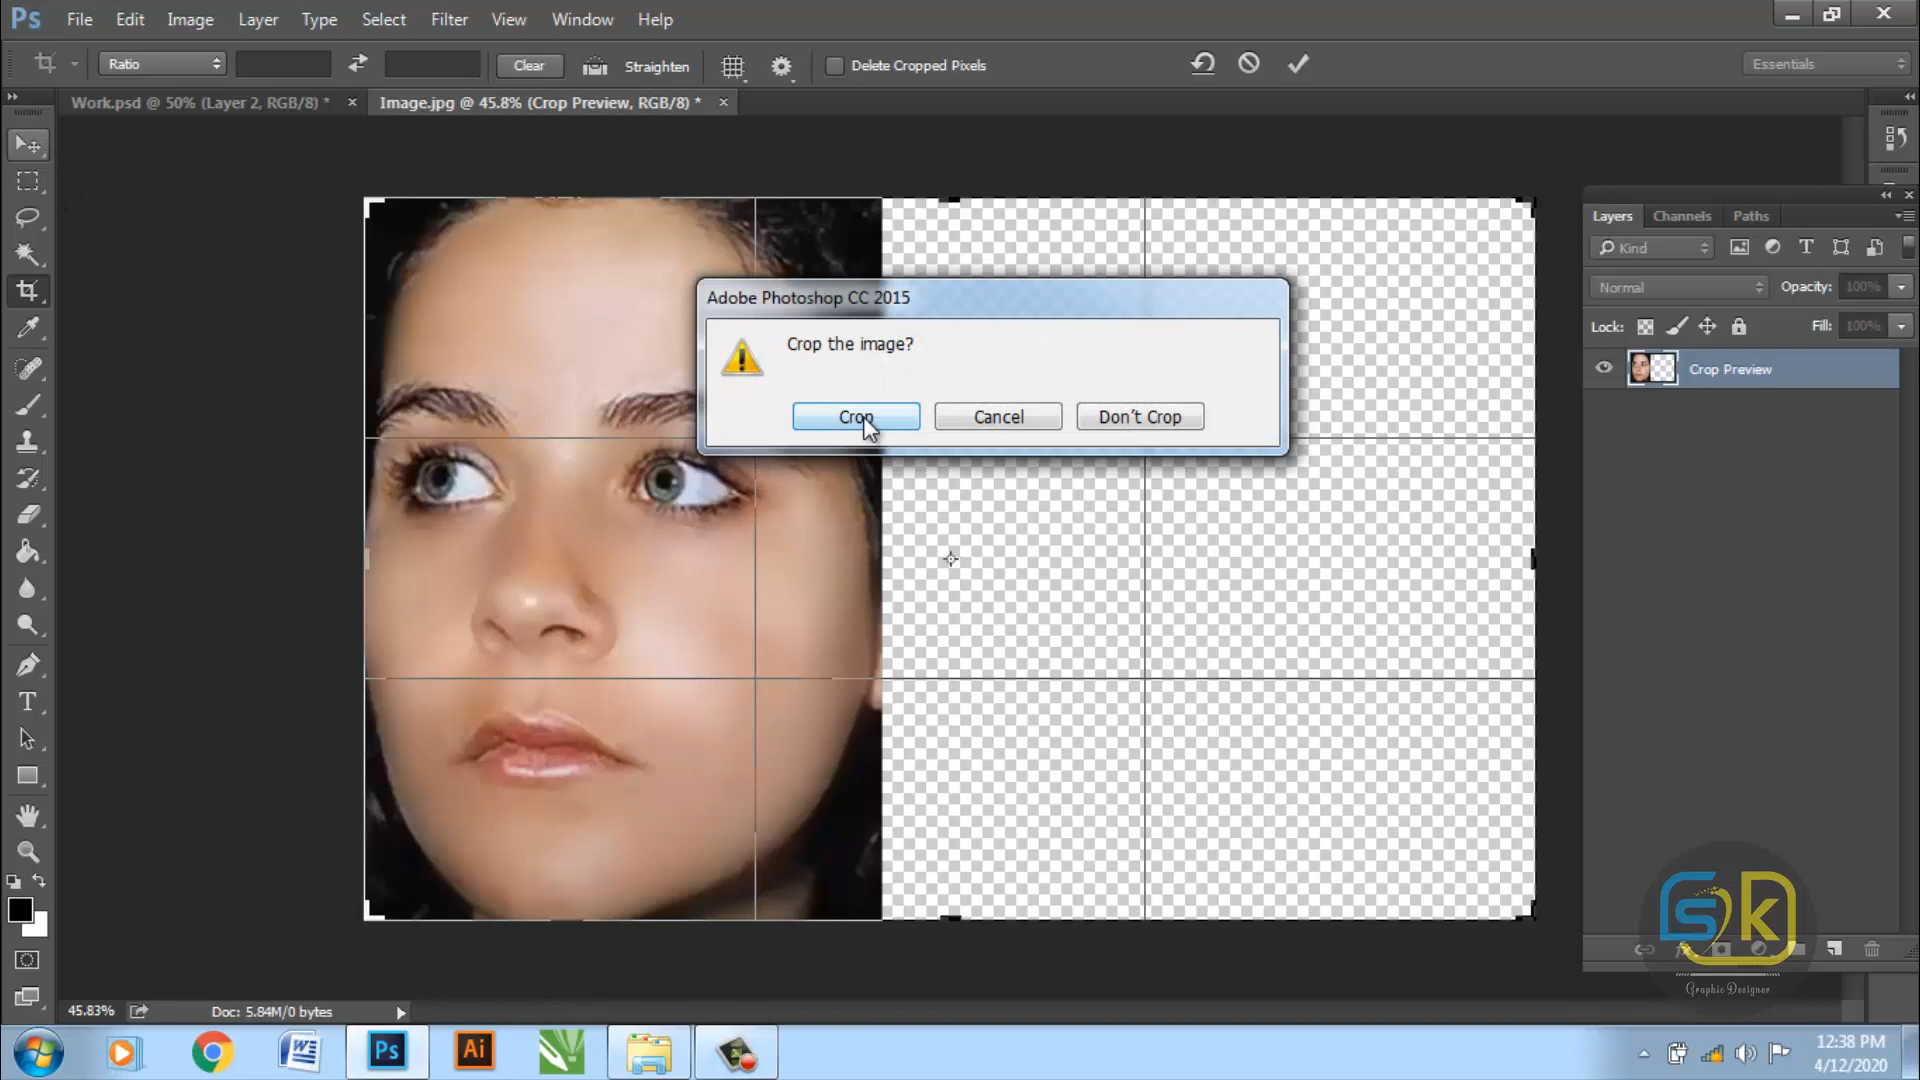 Ps File Edit Image Layer Type Select Filter View Window Help
Ratio Clear Straighten Delete Cropped Pixels Essentials
Work.psd @ 50% (Layer 2, RGB/8) * × Image.jpg @ 45.8% (Crop Preview, RGB/8) * ×
Layers Channels Paths
Kind
Normal Opacity: 100%
Lock: Fill: 100%
Crop Preview
Adobe Photoshop CC 2015
Crop the image?
Crop Cancel Don't Crop
T
SK
Graphic Designer
45.83% Doc: 5.84M/0 bytes
W Ps Ai
12:38 PM
4/12/2020